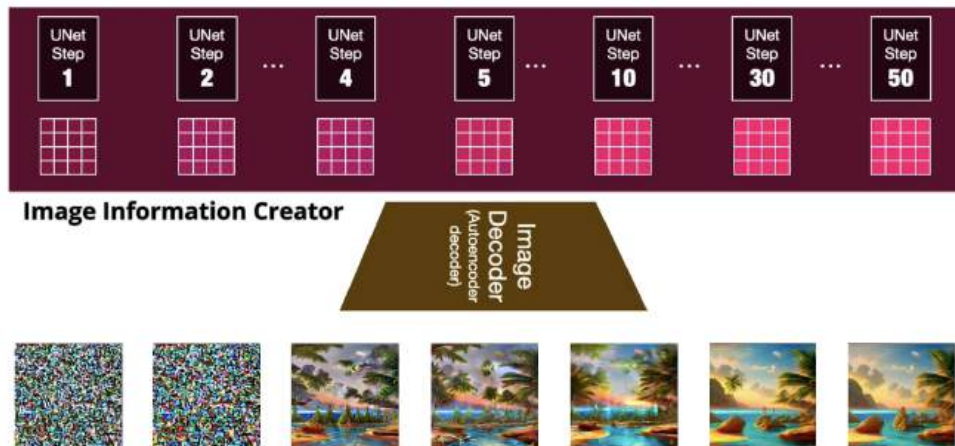 UNet
Step
1
UNet
Step
2
...
UNet
Step
4
UNet
Step
5
...
UNet
Step
10
...
UNet
Step
30
...
UNet
Step
50
Image Information Creator
Image
Decoder
(Autoencoder
decoder)